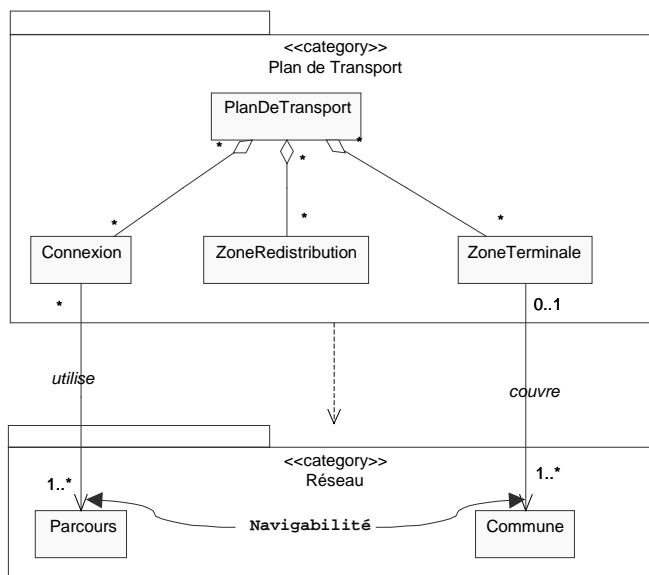 <<category>>
Plan de Transport
PlanDeTransport
* * *
* * *
Connexion ZoneRedistribution ZoneTerminale
* 0..1
utilise couvre
<<category>>
Réseau
1..* 1..*
Parcours Navigabilité Commune